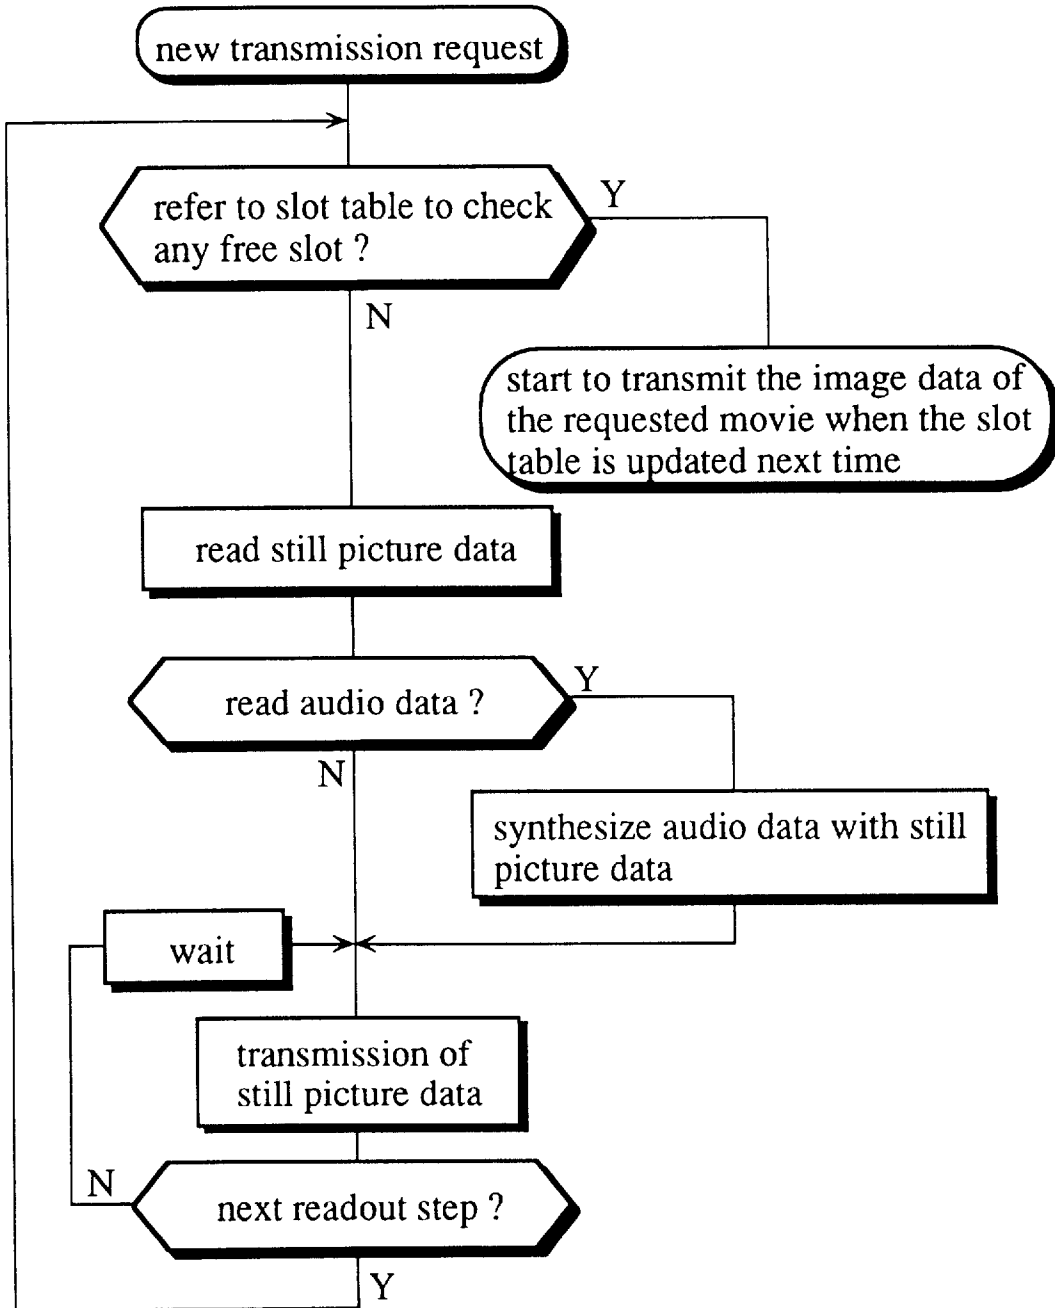 new transmission request
refer to slot table to check
any free slot ?
Y
N
start to transmit the image data of
the requested movie when the slot
table is updated next time
read still picture data
read audio data ?
Y
N
synthesize audio data with still
picture data
wait
transmission of
still picture data
N
next readout step ?
Y